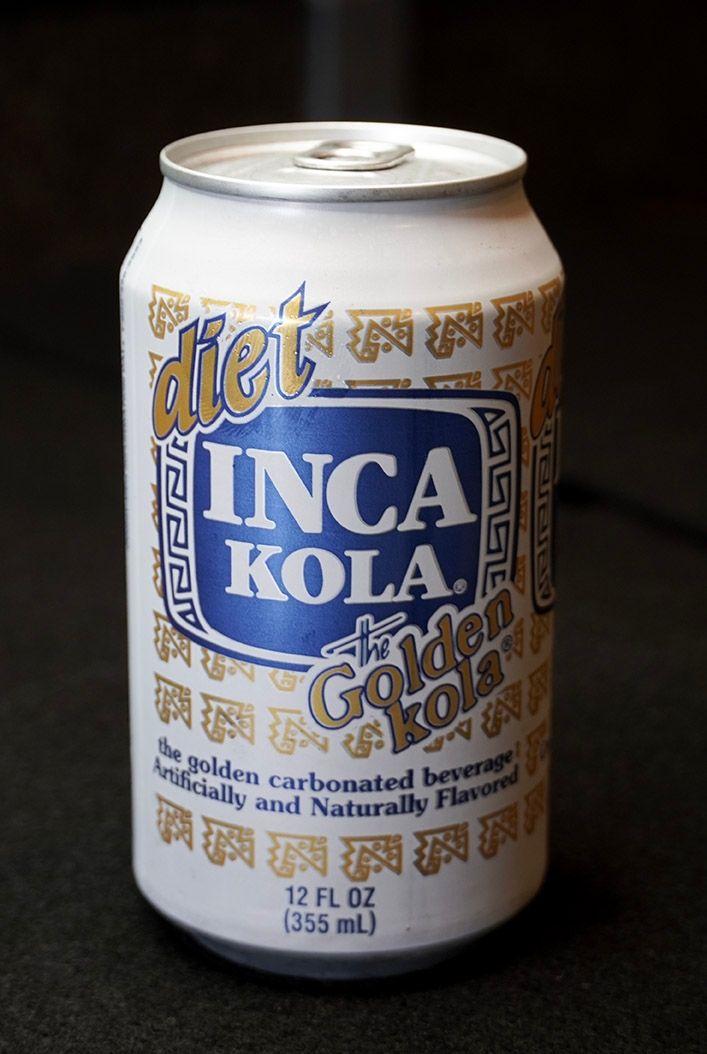 diet
INCA
KOLA®
the
Golden
kola®
the golden carbonated beverage
Artificially and Naturally Flavored
12 FL OZ
(355 mL)